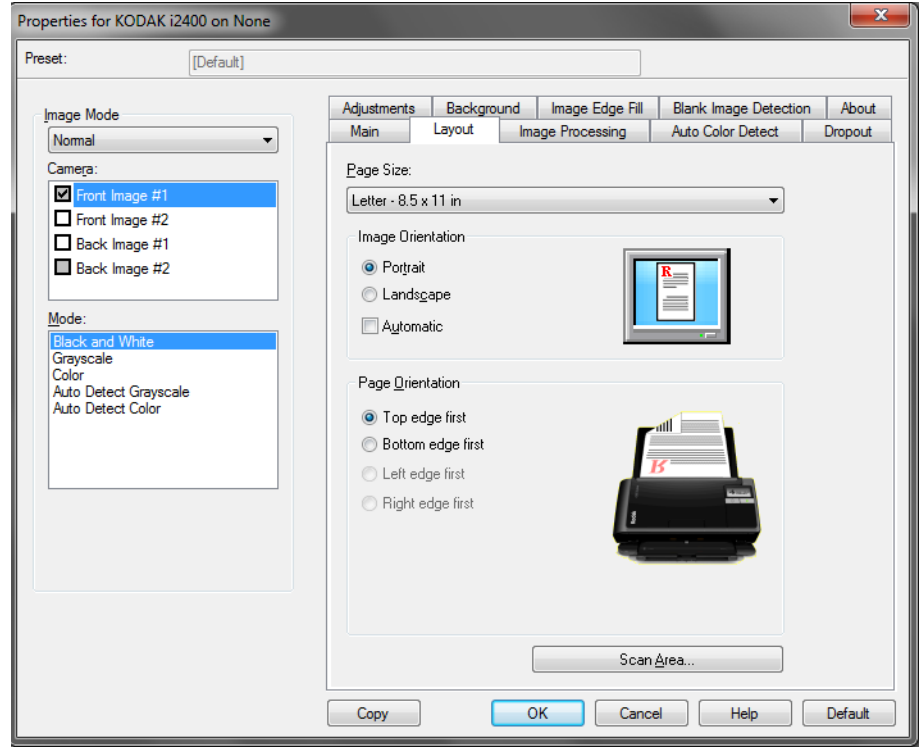 Properties for KODAK i2400 on None
Preset:
[Default]
Image Mode
Normal
Camera:
Front Image #1
Front Image #2
Back Image #1
Back Image #2
Mode:
Black and White
Grayscale
Color
Auto Detect Grayscale
Auto Detect Color
Adjustments Background Image Edge Fill Blank Image Detection About
Main Layout Image Processing Auto Color Detect Dropout
Page Size:
Letter - 8.5 x 11 in
Image Orientation
Portrait
Landscape
Automatic
R
Page Orientation
Top edge first
Bottom edge first
Left edge first
Right edge first
R
Kodak
Scan Area...
Copy OK Cancel Help Default